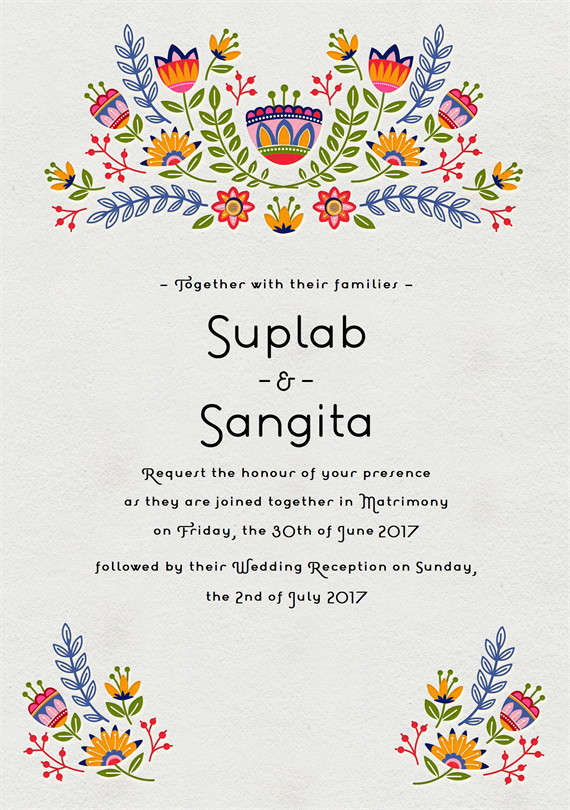 – Together with their families –
Suplab
– & –
Sangita
Request the honour of your presence
as they are joined together in Matrimony
on Friday, the 30th of June 2017
followed by their Wedding Reception on Sunday,
the 2nd of July 2017